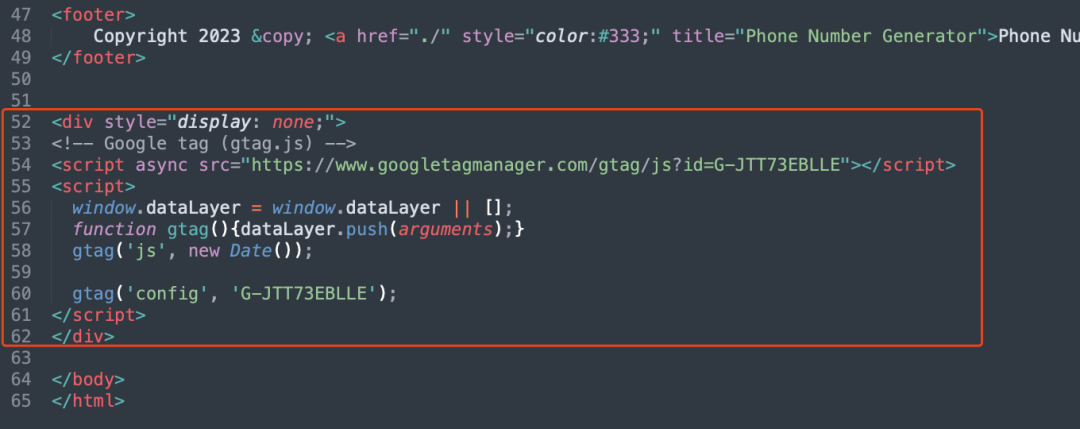 47 <footer>
48 Copyright 2023 &copy; <a href="./" style="color:#333;" title="Phone Number Generator">Phone
49 </footer>
50
51
52 <div style="display: none;">
53 <!-- Google tag (gtag.js) -->
54 <script async src="https://www.googletagmanager.com/gtag/js?id=G-JTT73EBLLE"></script>
55 <script>
56 window.dataLayer = window.dataLayer || [];
57 function gtag(){dataLayer.push(arguments);}
58 gtag('js', new Date());
59
60 gtag('config', 'G-JTT73EBLLE');
61 </script>
62 </div>
63
64 </body>
65 </html>